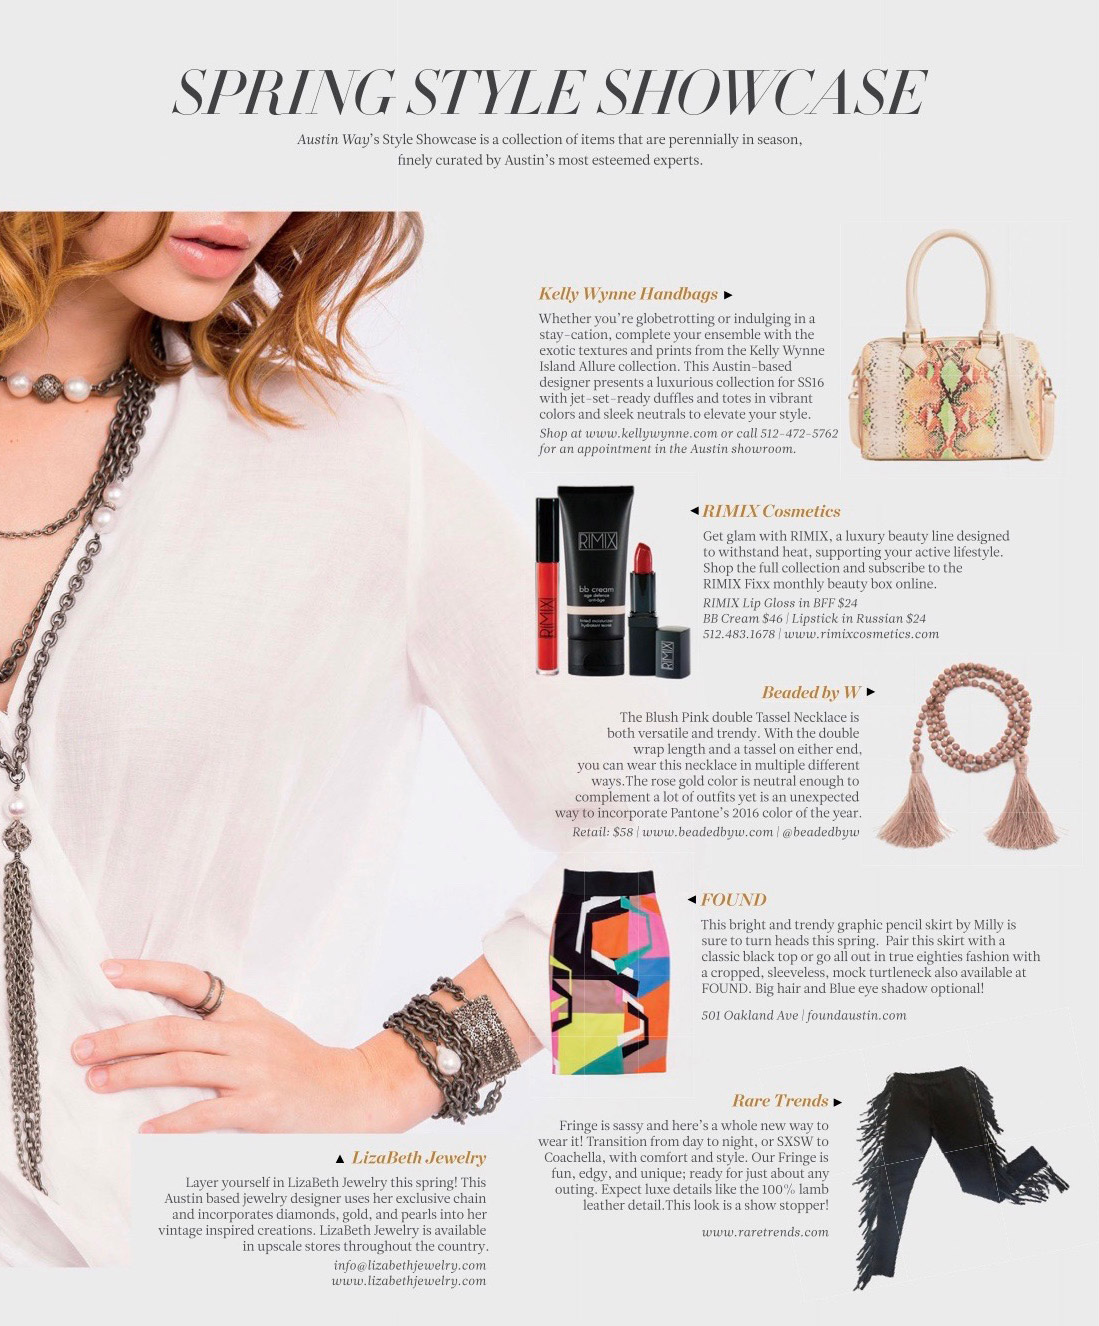 SPRING STYLE SHOWCASE
Austin Way's Style Showcase is a collection of items that are perennially in season,
finely curated by Austin's most esteemed experts.
Kelly Wynne Handbags ▶
Whether you're globetrotting or indulging in a
stay-cation, complete your ensemble with the
exotic textures and prints from the Kelly Wynne
Island Allure collection. This Austin-based
designer presents a luxurious collection for SS16
with jet-set-ready duffles and totes in vibrant
colors and sleek neutrals to elevate your style.
Shop at www.kellywynne.com or call 512-472-5762
for an appointment in the Austin showroom.
RIMIX
RIMIX
bb cream
age defence
anti-âge
tinted moisturizer
hydratant teinté
RIMIX
◀ RIMIX Cosmetics
Get glam with RIMIX, a luxury beauty line designed
to withstand heat, supporting your active lifestyle.
Shop the full collection and subscribe to the
RIMIX Fixx monthly beauty box online.
RIMIX Lip Gloss in BFF $24
BB Cream $46 | Lipstick in Russian $24
512.483.1678 | www.rimixcosmetics.com
Beaded by W ▶
The Blush Pink double Tassel Necklace is
both versatile and trendy. With the double
wrap length and a tassel on either end,
you can wear this necklace in multiple different
ways.The rose gold color is neutral enough to
complement a lot of outfits yet is an unexpected
way to incorporate Pantone's 2016 color of the year.
Retail: $58 | www.beadedbyw.com | @beadedbyw
◀ FOUND
This bright and trendy graphic pencil skirt by Milly is
sure to turn heads this spring. Pair this skirt with a
classic black top or go all out in true eighties fashion with
a cropped, sleeveless, mock turtleneck also available at
FOUND. Big hair and Blue eye shadow optional!
501 Oakland Ave | foundaustin.com
Rare Trends ▶
Fringe is sassy and here's a whole new way to
wear it! Transition from day to night, or SXSW to
Coachella, with comfort and style. Our Fringe is
fun, edgy, and unique; ready for just about any
outing. Expect luxe details like the 100% lamb
leather detail.This look is a show stopper!
www.raretrends.com
▲ LizaBeth Jewelry
Layer yourself in LizaBeth Jewelry this spring! This
Austin based jewelry designer uses her exclusive chain
and incorporates diamonds, gold, and pearls into her
vintage inspired creations. LizaBeth Jewelry is available
in upscale stores throughout the country.
info@lizabethjewelry.com
www.lizabethjewelry.com